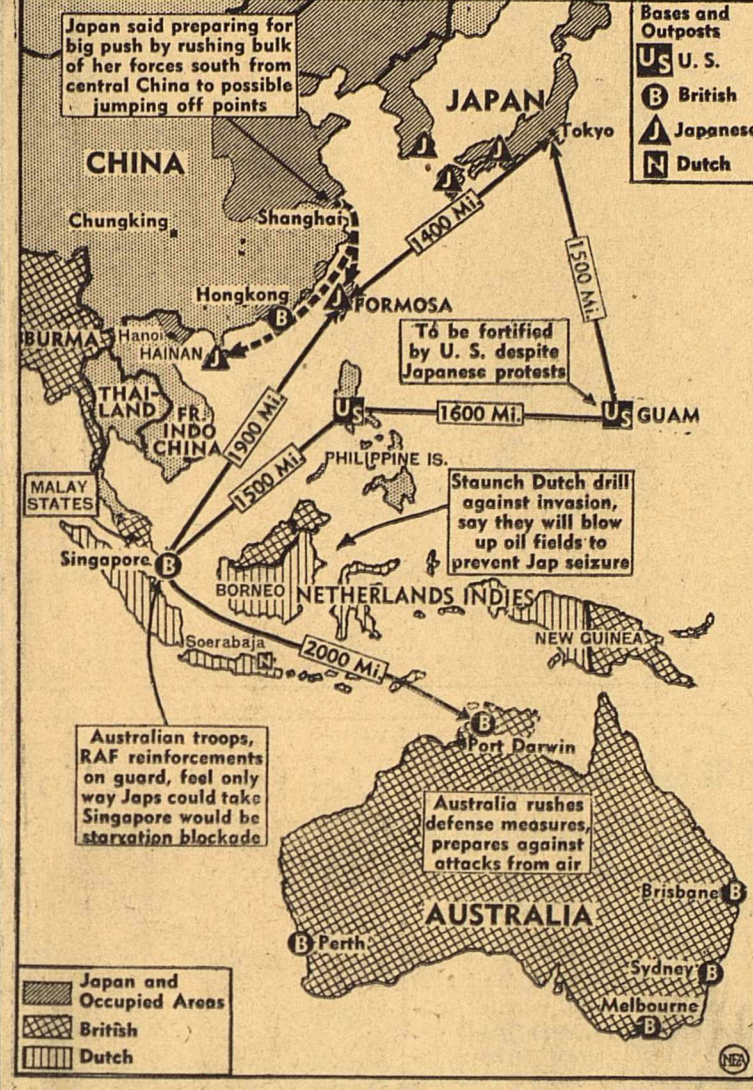 Japan said preparing for
big push by rushing bulk
of her forces south from
central China to possible
jumping off points
Bases and
Outposts
US U. S.
B British
J Japanese
N Dutch
JAPAN
Tokyo
J
J
J
CHINA
Chungking
Shanghai
1400 Mi.
1500 Mi.
Hongkong
B
J
FORMOSA
BURMA
Hanoi
HAINAN
J
To be fortified
by U. S. despite
Japanese protests
THAI-
LAND
FR.
INDO
CHINA
1900 Mi.
US
1600 Mi.
US
GUAM
1500 Mi.
PHILIPPINE IS.
MALAY
STATES
Staunch Dutch drill
against invasion,
say they will blow
up oil fields to
prevent Jap seizure
Singapore
B
BORNEO
NETHERLANDS INDIES
Soerabaja
N
2000 Mi.
NEW GUINEA
B
Port Darwin
Australian troops,
RAF reinforcements
on guard, feel only
way Japs could take
Singapore would be
starvation blockade
Australia rushes
defense measures,
prepares against
attacks from air
Brisbane
B
AUSTRALIA
B
Perth
Sydney
B
Melbourne
B
Japan and
Occupied Areas
British
Dutch
NEA